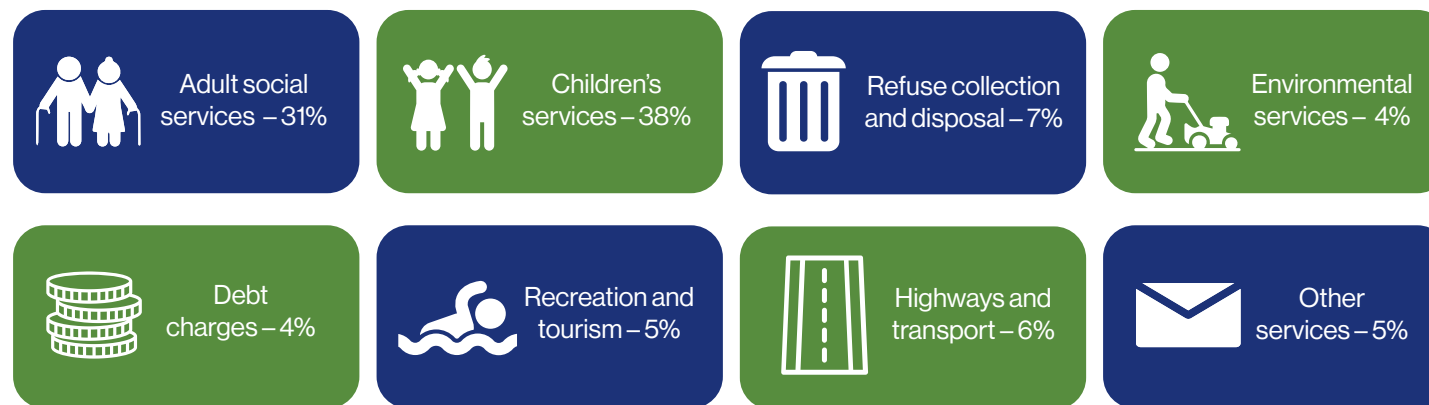 Adult social
services – 31%
Children’s
services – 38%
Refuse collection
and disposal – 7%
Environmental
services – 4%
Debt
charges – 4%
Recreation and
tourism – 5%
Highways and
transport – 6%
Other
services – 5%